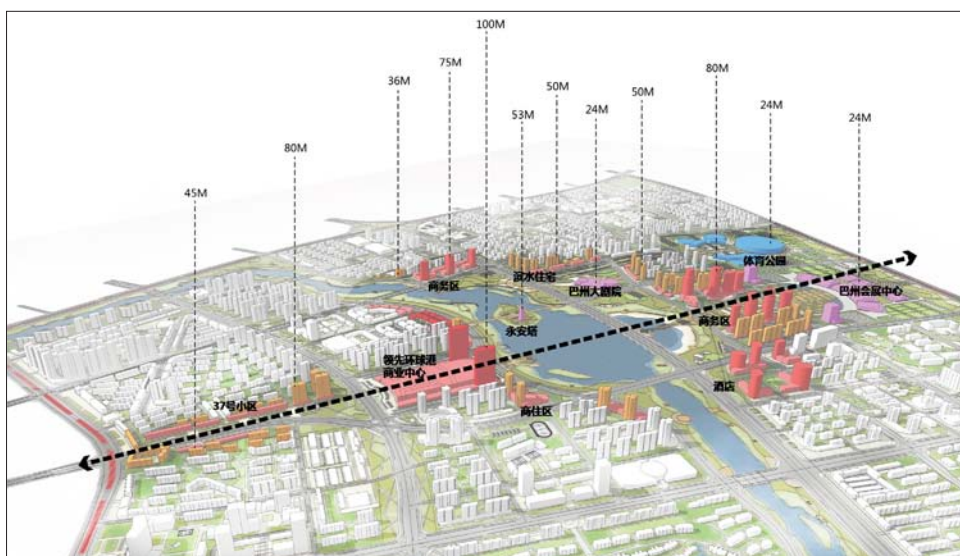 100M
75M
80M
36M
50M
50M
24M
24M
53M
24M
80M
45M
体育公园
商务区
滨水住宅
巴州大剧院
巴州会展中心
永安塔
商务区
领先环球港
商业中心
酒店
37号小区
商住区